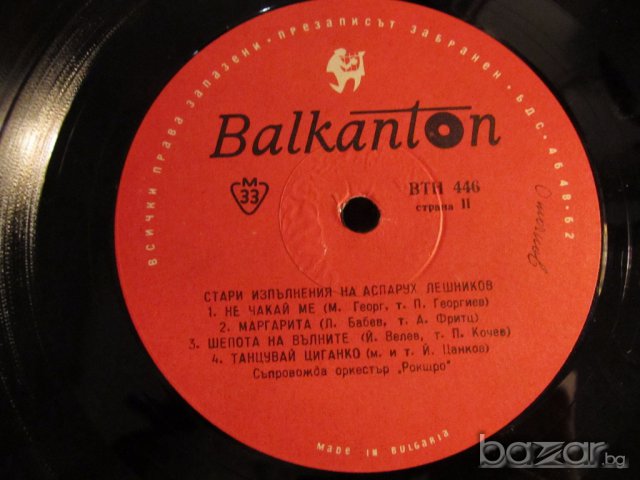 ВСИЧКИ ПРАВА ЗАПАЗЕНИ · ПРЕЗАПИСЪТ ЗАБРАНЕН · БДС · 4648-62
Balkanton
М
33
ВТН 446
страна II
СТАРИ ИЗПЪЛНЕНИЯ НА АСПАРУХ ЛЕШНИКОВ
1. НЕ ЧАКАЙ МЕ (М. Георг, т. П. Георгиев)
2. МАРГАРИТА (Л. Бабев, т. А. Фритц)
3. ШЕПОТА НА ВЪЛНИТЕ (Й. Велев, т. П. Кочев)
4. ТАНЦУВАЙ ЦИГАНКО (м. и т. Й. Цанков)
Съпровожда оркестър „Рокщро"
MADE IN BULGARIA
bazar.bg